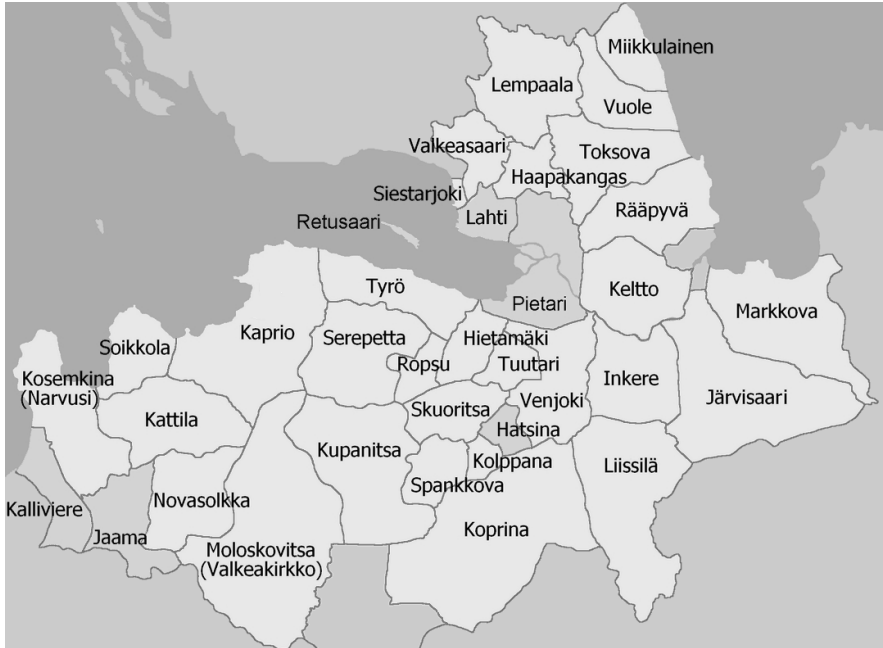 Miikkulainen
Lempaala
Vuole
Valkeasaari
Toksova
Haapakangas
Siestarjoki
Rääpyvä
Lahti
Retusaari
Tyrö
Keltto
Pietari
Markkova
Kaprio
Serepetta
Hietamäki
Soikkola
Ropsu
Tuutari
Kosemkina
(Narvusi)
Inkere
Järvisaari
Venjoki
Skuoritsa
Kattila
Hatsina
Kupanitsa
Kolppana
Liissilä
Spankkova
Novasolkka
Kalliviere
Koprina
Jaama
Moloskovitsa
(Valkeakirkko)